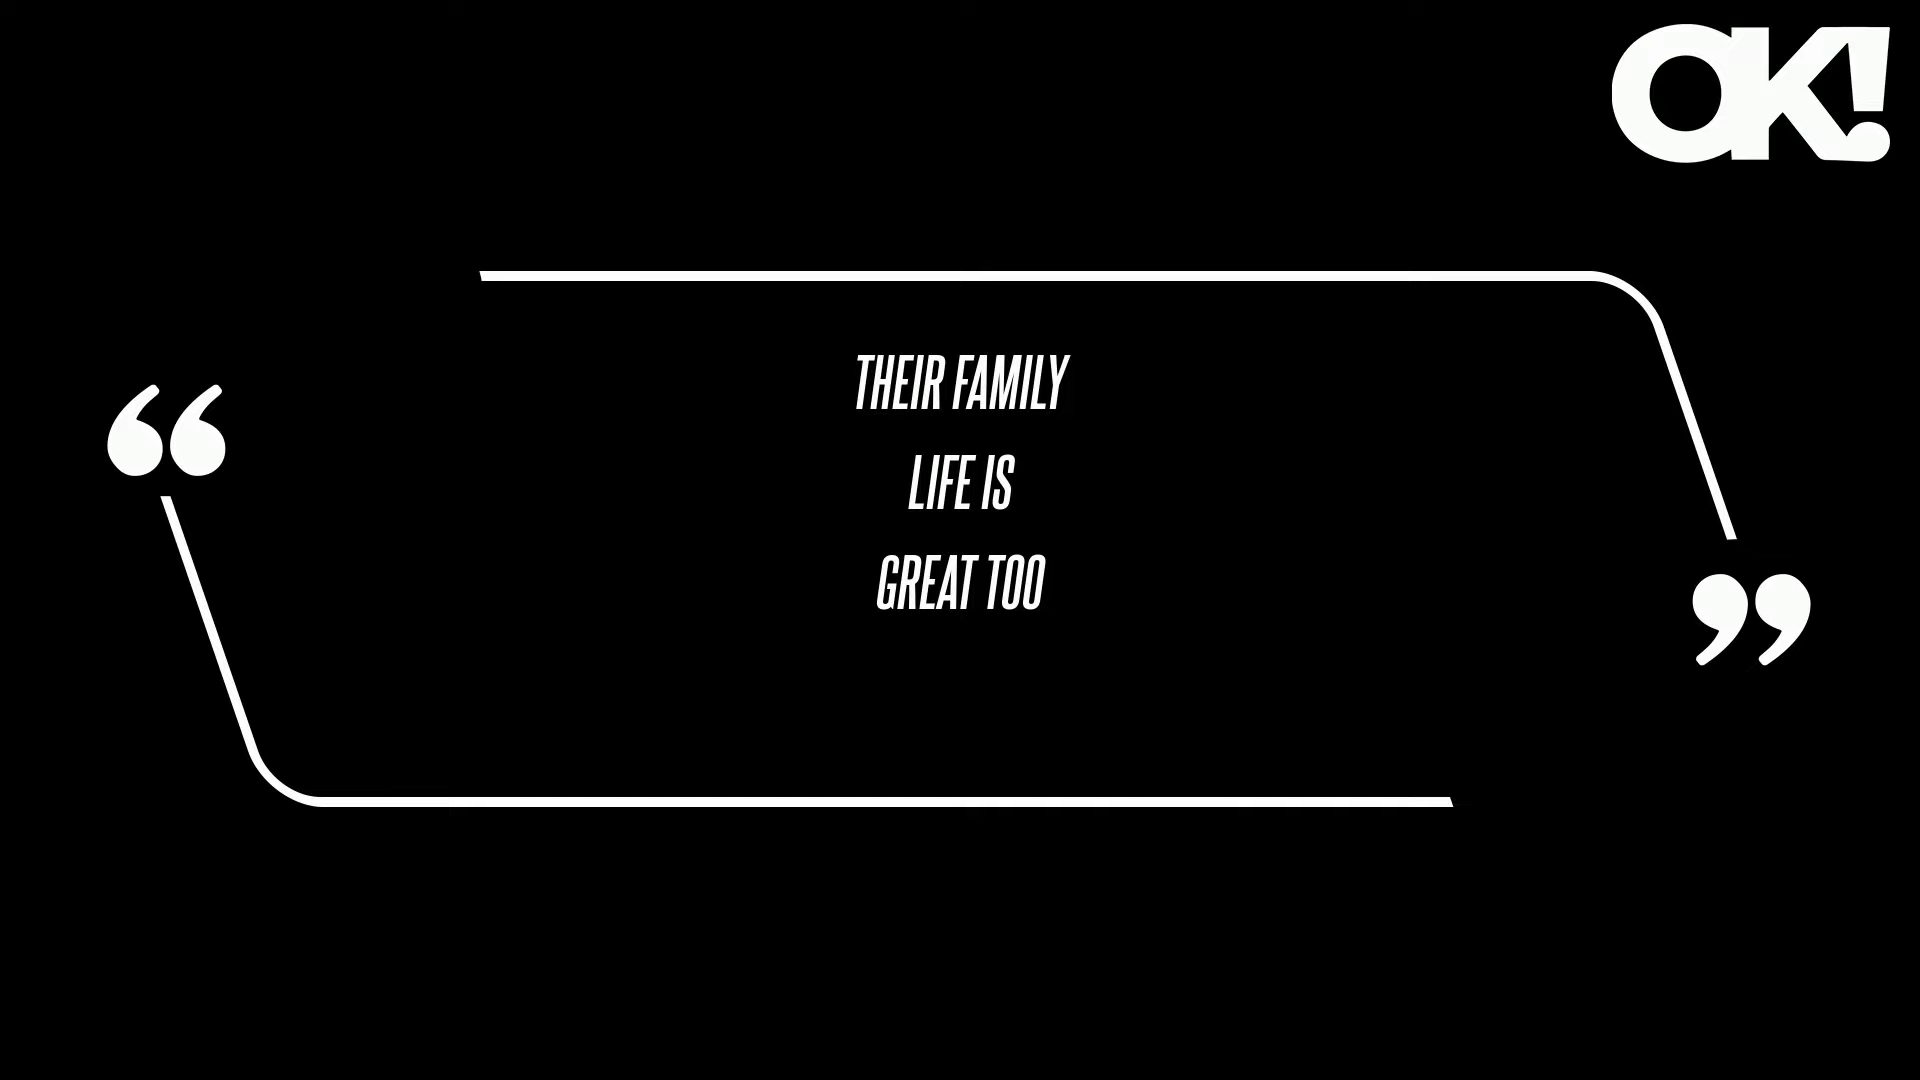 OK!
“
THEIR FAMILY
LIFE IS
GREAT TOO
”